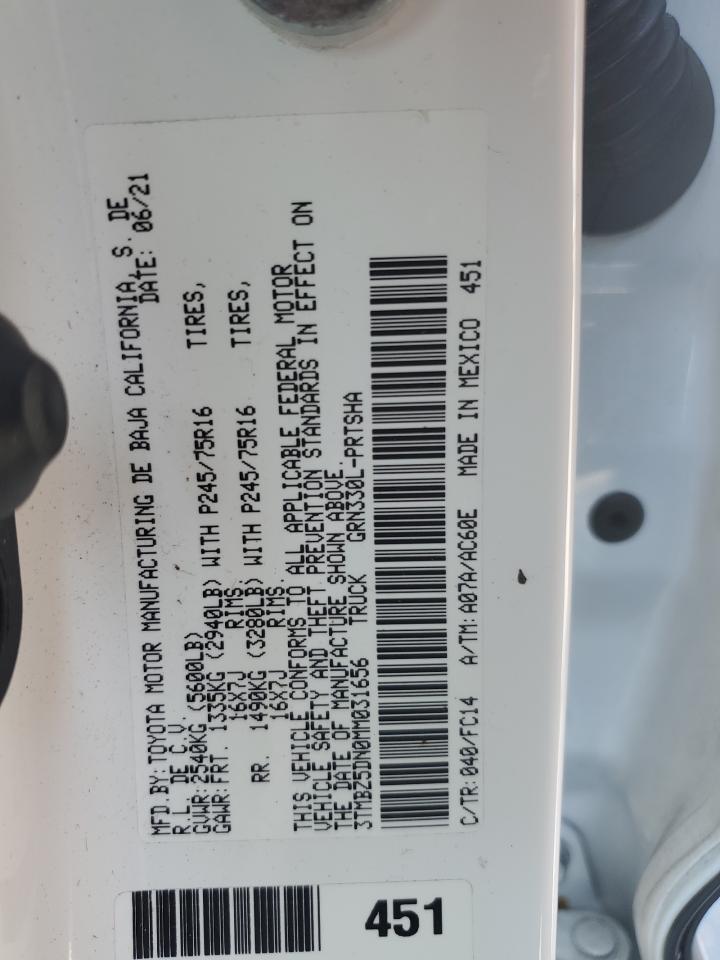 MFD.BY:TOYOTA MOTOR MANUFACTURING DE BAJA CALIFORNIA, S. DE
R.L. DE C.V. DATE: 06/21
GVWR:2540KG (5600LB)
GAWR:FRT. 1335KG (2940LB) WITH P245/75R16 TIRES,
16X7J RIMS
RR. 1490KG (3280LB) WITH P245/75R16 TIRES,
16X7J RIMS.
THIS VEHICLE CONFORMS TO ALL APPLICABLE FEDERAL MOTOR
VEHICLE SAFETY AND THEFT PREVENTION STANDARDS IN EFFECT ON
THE DATE OF MANUFACTURE SHOWN ABOVE.
3TMBZ5DN0MM031656 TRUCK GRN330L-PRTSHA
C/TR:040/FC14 A/TM:A07A/AC60E MADE IN MEXICO 451
451